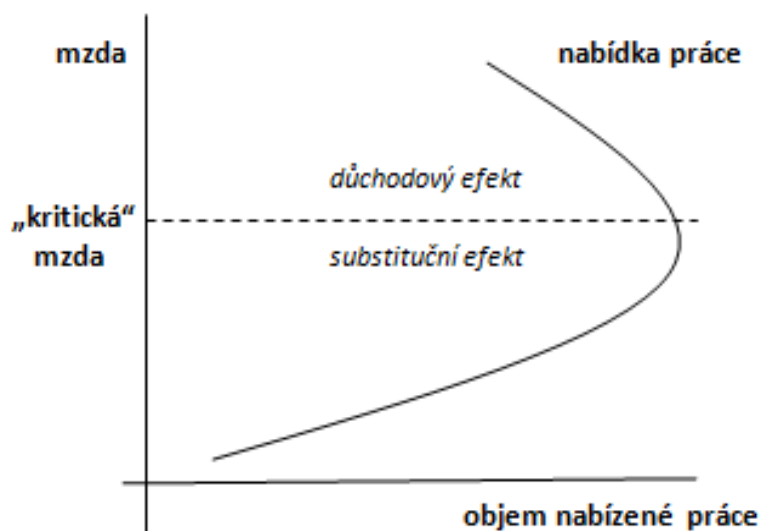 mzda
nabídka práce
důchodový efekt
„kritická“
mzda
substituční efekt
objem nabízené práce